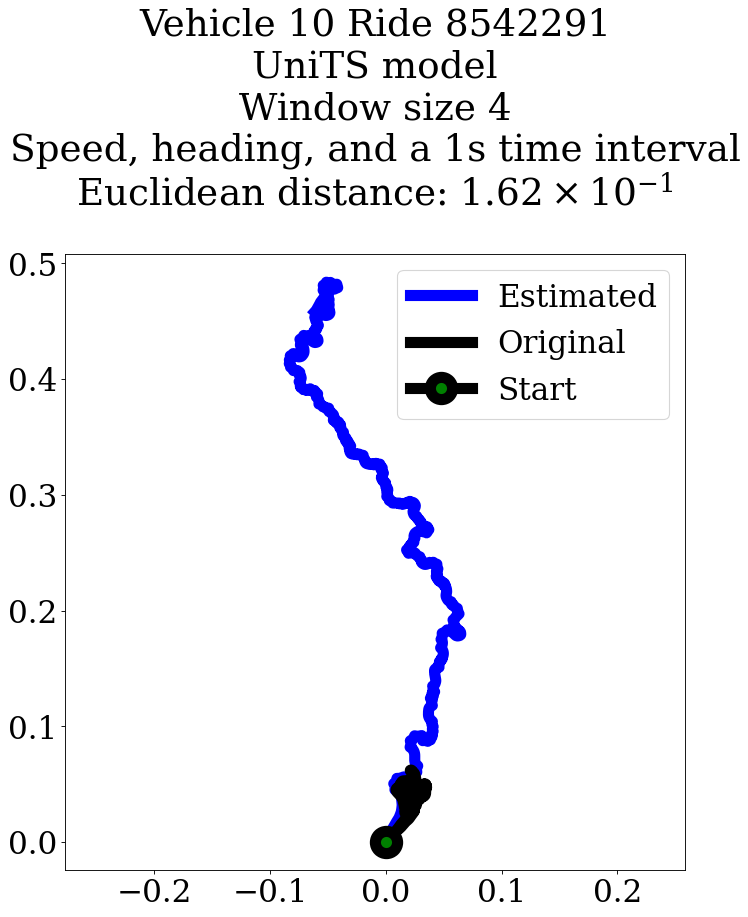 Vehicle 10 Ride 8542291
UniTS model
Window size 4
Speed, heading, and a 1s time interval
Euclidean distance: 1.62 × 10⁻¹
Estimated
Original
Start
0.5
0.4
0.3
0.2
0.1
0.0
−0.2 −0.1 0.0 0.1 0.2